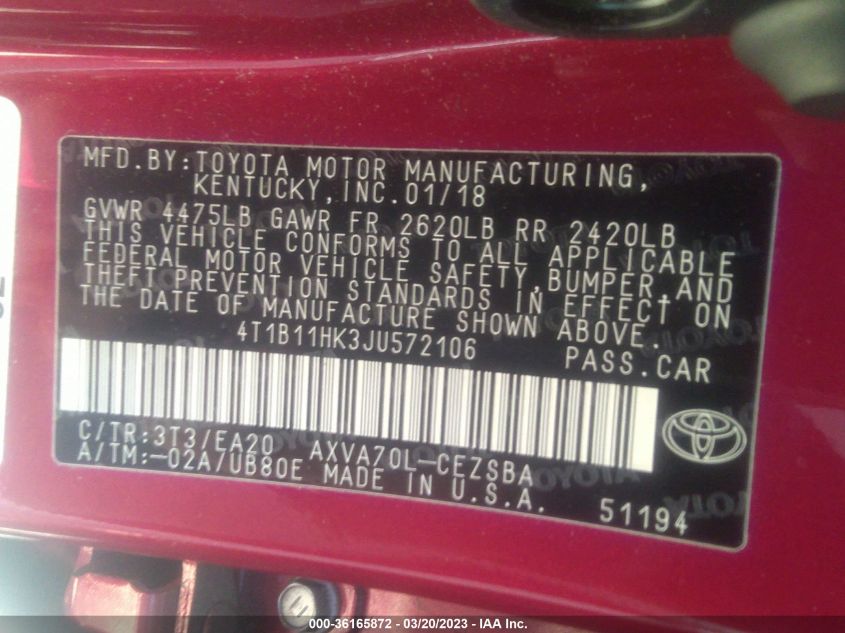 MFD.BY:TOYOTA MOTOR MANUFACTURING,
KENTUCKY,INC.01/18
GVWR 4475LB GAWR FR 2620LB RR 2420LB
THIS VEHICLE CONFORMS TO ALL APPLICABLE
FEDERAL MOTOR VEHICLE SAFETY,BUMPER,AND
THEFT PREVENTION STANDARDS IN EFFECT ON
THE DATE OF MANUFACTURE SHOWN ABOVE.
4T1B11HK3JU572106 PASS.CAR
C/TR:3T3/EA20 AXVA70L-CEZSBA
A/TM:-02A/UB80E MADE IN U.S.A.
51194
000-36165872 - 03/20/2023 - IAA Inc.